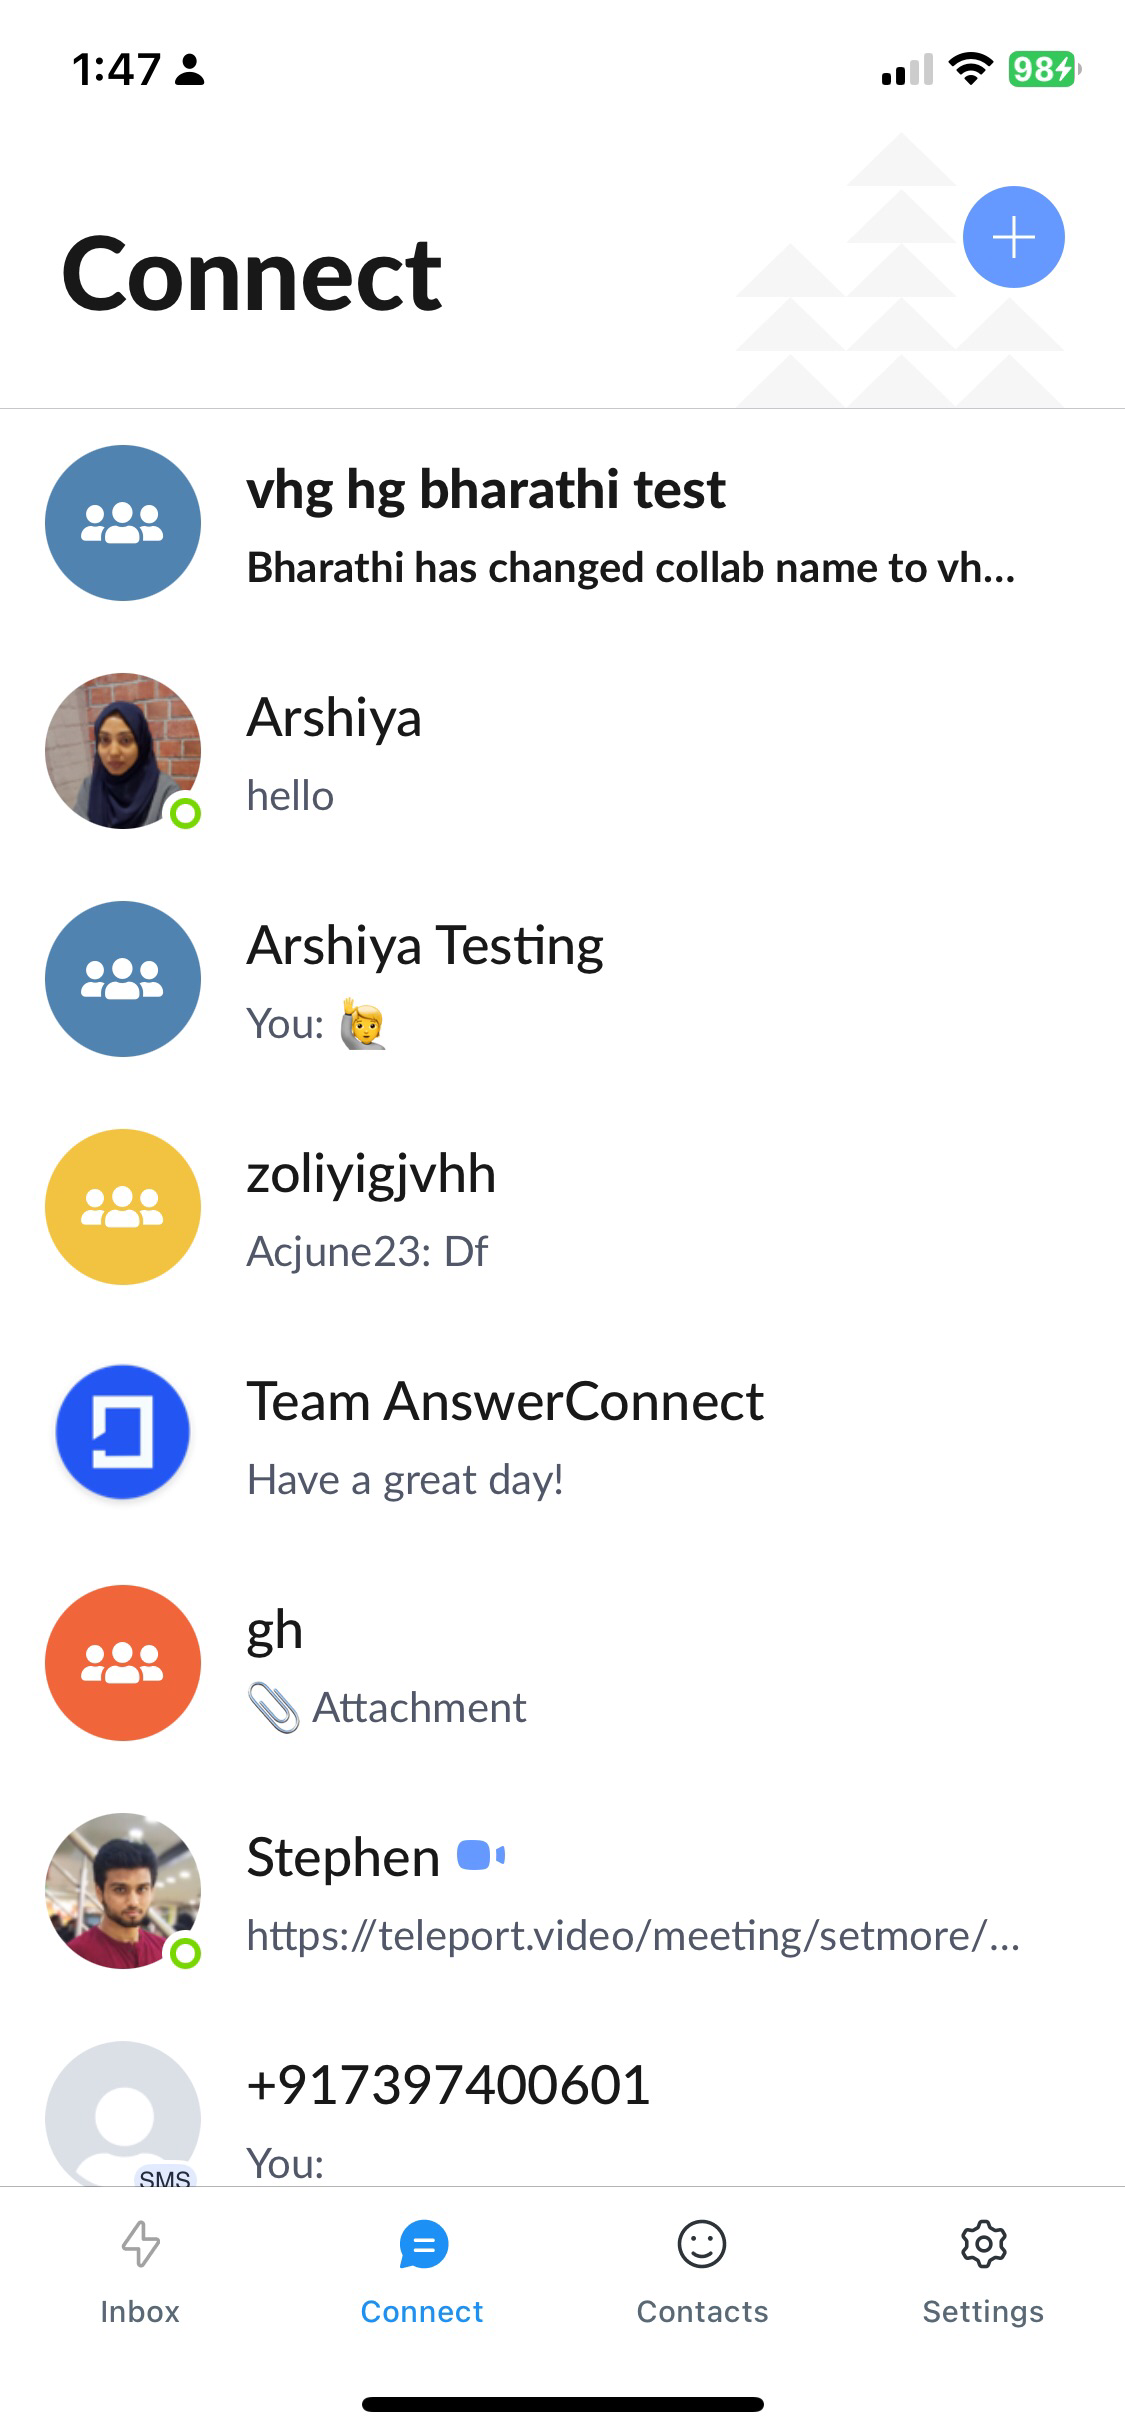 1:47
98
Connect
vhg hg bharathi test
Bharathi has changed collab name to vh...
Arshiya
hello
Arshiya Testing
You: 🙋
zoliyigjvhh
Acjune23: Df
Team AnswerConnect
Have a great day!
gh
📎 Attachment
Stephen
https://teleport.video/meeting/setmore/...
+917397400601
You:
SMS
Inbox
Connect
Contacts
Settings